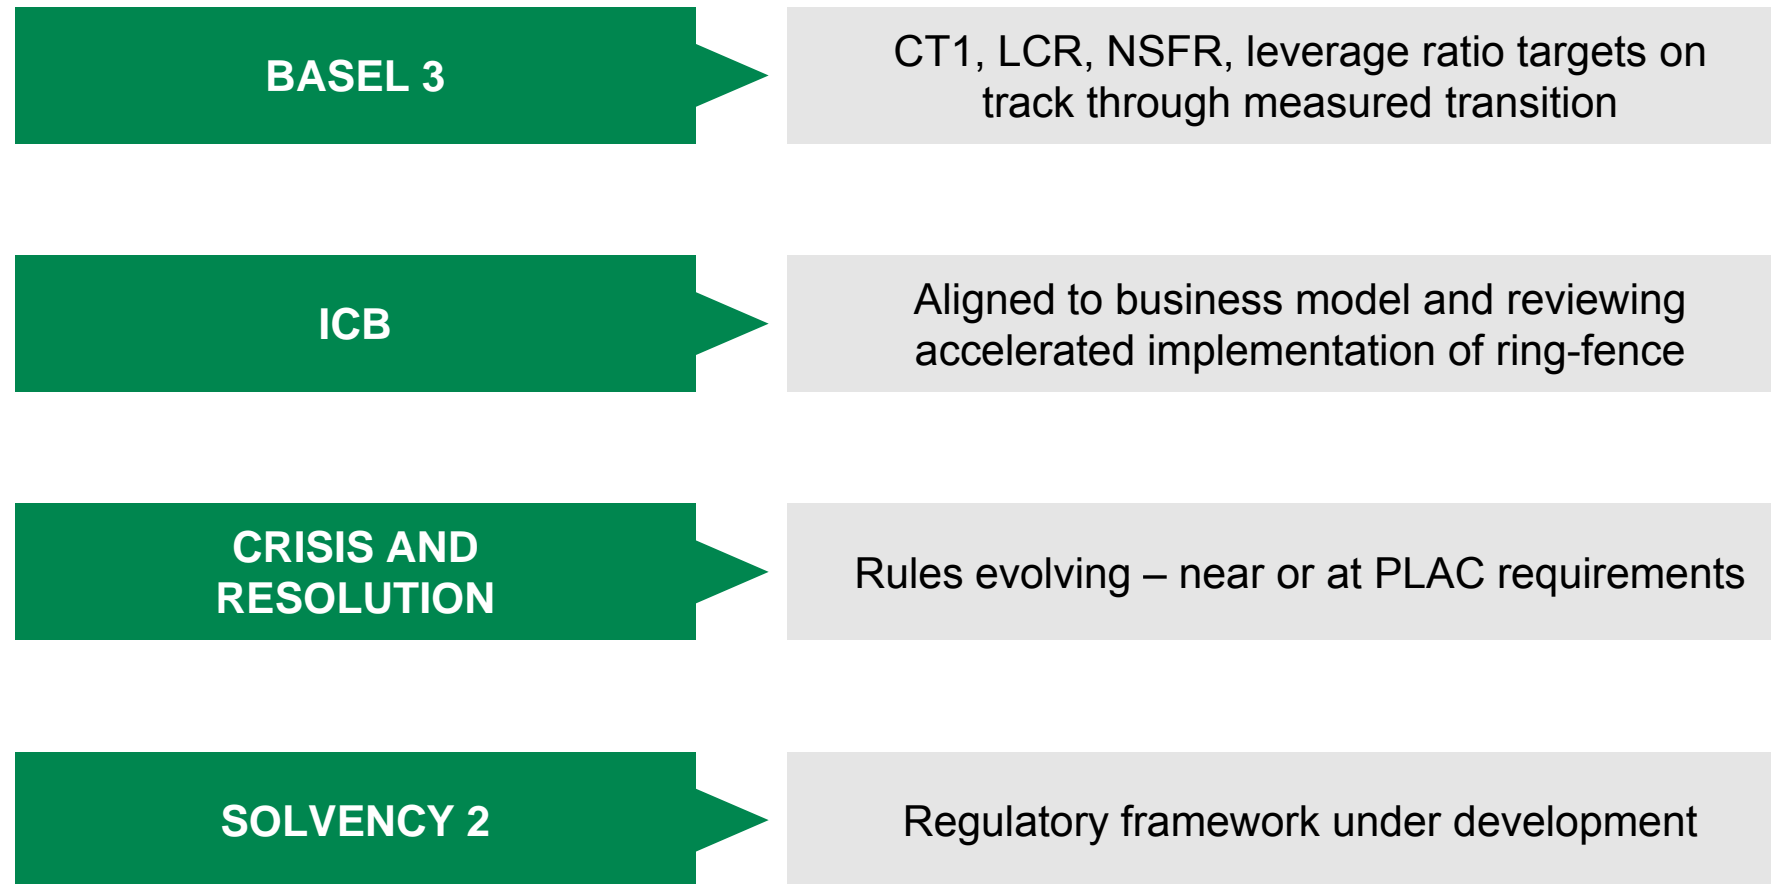 BASEL 3
CT1, LCR, NSFR, leverage ratio targets on
track through measured transition
ICB
Aligned to business model and reviewing
accelerated implementation of ring-fence
CRISIS AND
RESOLUTION
Rules evolving – near or at PLAC requirements
SOLVENCY 2
Regulatory framework under development